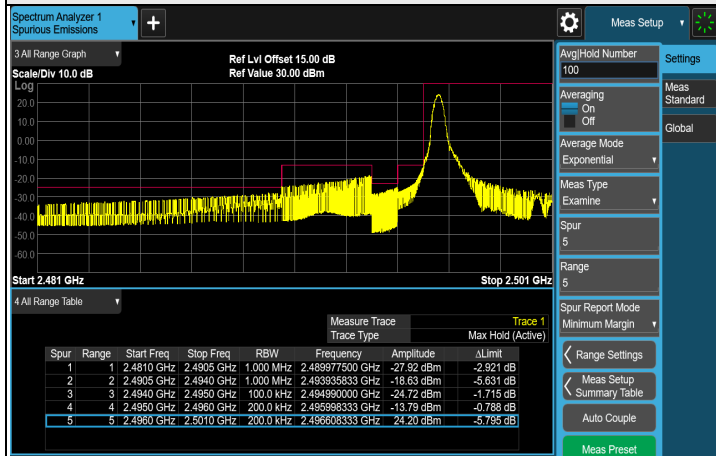 Spectrum Analyzer 1
Spurious Emissions
Meas Setup
3 All Range Graph
Ref Lvl Offset 15.00 dB
Scale/Div 10.0 dB
Ref Value 30.00 dBm
Log
20.0
10.0
0.00
-10.0
-20.0
-30.0
-40.0
-50.0
-60.0
Start 2.481 GHz
Stop 2.501 GHz
4 All Range Table
Measure Trace Trace 1
Trace Type Max Hold (Active)
Spur Range Start Freq Stop Freq RBW Frequency Amplitude ΔLimit
1 1 2.4810 GHz 2.4905 GHz 1.000 MHz 2.489977500 GHz -27.92 dBm -2.921 dB
2 2 2.4905 GHz 2.4940 GHz 1.000 MHz 2.493935833 GHz -18.63 dBm -5.631 dB
3 3 2.4940 GHz 2.4950 GHz 100.0 kHz 2.494990000 GHz -24.72 dBm -1.715 dB
4 4 2.4950 GHz 2.4960 GHz 200.0 kHz 2.495998333 GHz -13.79 dBm -0.788 dB
5 5 2.4960 GHz 2.5010 GHz 200.0 kHz 2.496608333 GHz 24.20 dBm -5.795 dB
Avg|Hold Number
100
Averaging
On
Off
Average Mode
Exponential
Meas Type
Examine
Spur
5
Range
5
Spur Report Mode
Minimum Margin
Range Settings
Meas Setup
Summary Table
Auto Couple
Meas Preset
Settings
Meas
Standard
Global